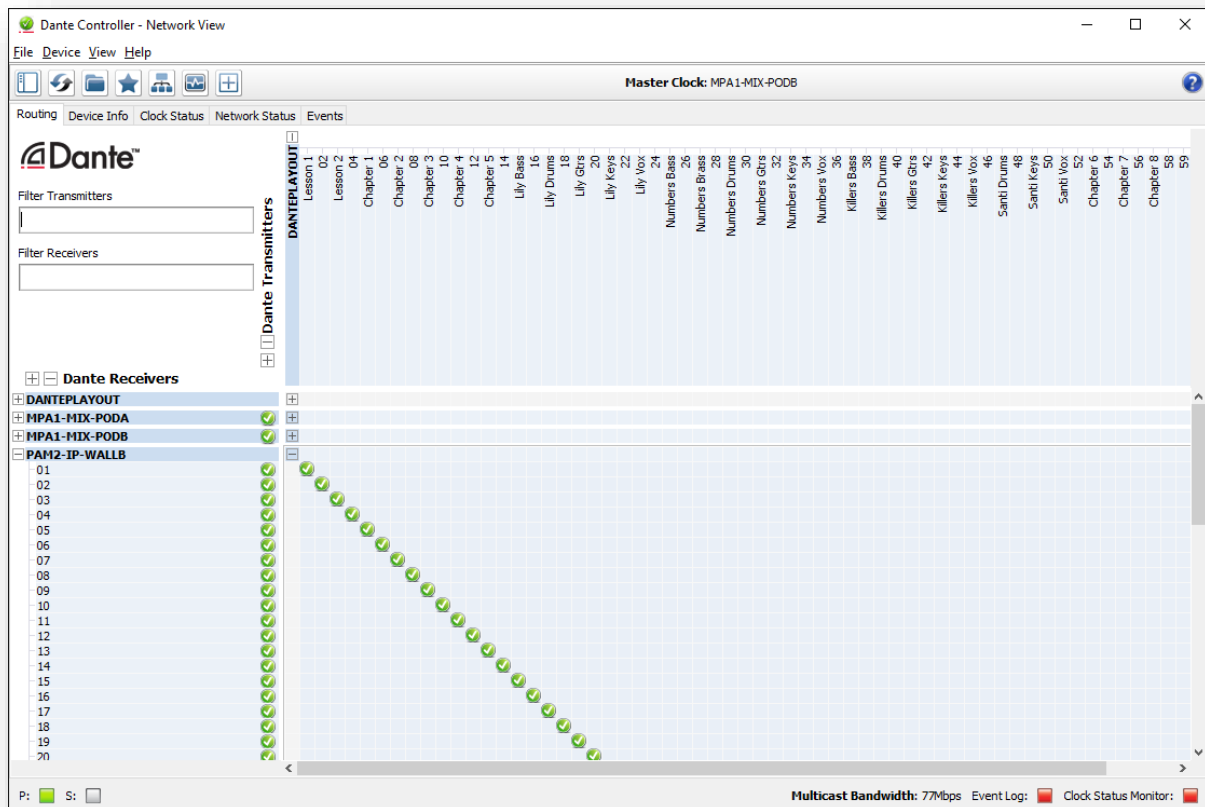 Dante Controller - Network View
File Device View Help
Master Clock: MPA1-MIX-PODB
?
Routing Device Info Clock Status Network Status Events
Dante™
Filter Transmitters
Filter Receivers
Dante Transmitters
DANTEPLAYOUT
Lesson 1
02
Lesson 2
04
Chapter 1
06
Chapter 2
08
Chapter 3
10
Chapter 4
12
Chapter 5
14
Lily Bass
16
Lily Drums
18
Lily Gtrs
20
Lily Keys
22
Lily Vox
24
Numbers Bass
26
Numbers Brass
28
Numbers Drums
30
Numbers Gtrs
32
Numbers Keys
34
Numbers Vox
36
Killers Bass
38
Killers Drums
40
Killers Gtrs
42
Killers Keys
44
Killers Vox
46
Santi Drums
48
Santi Keys
50
Santi Vox
52
Chapter 6
54
Chapter 7
56
Chapter 8
58
59
Dante Receivers
DANTEPLAYOUT
MPA1-MIX-PODA
MPA1-MIX-PODB
PAM2-IP-WALLB
01
02
03
04
05
06
07
08
09
10
11
12
13
14
15
16
17
18
19
20
P: S: Multicast Bandwidth: 77Mbps Event Log: Clock Status Monitor: